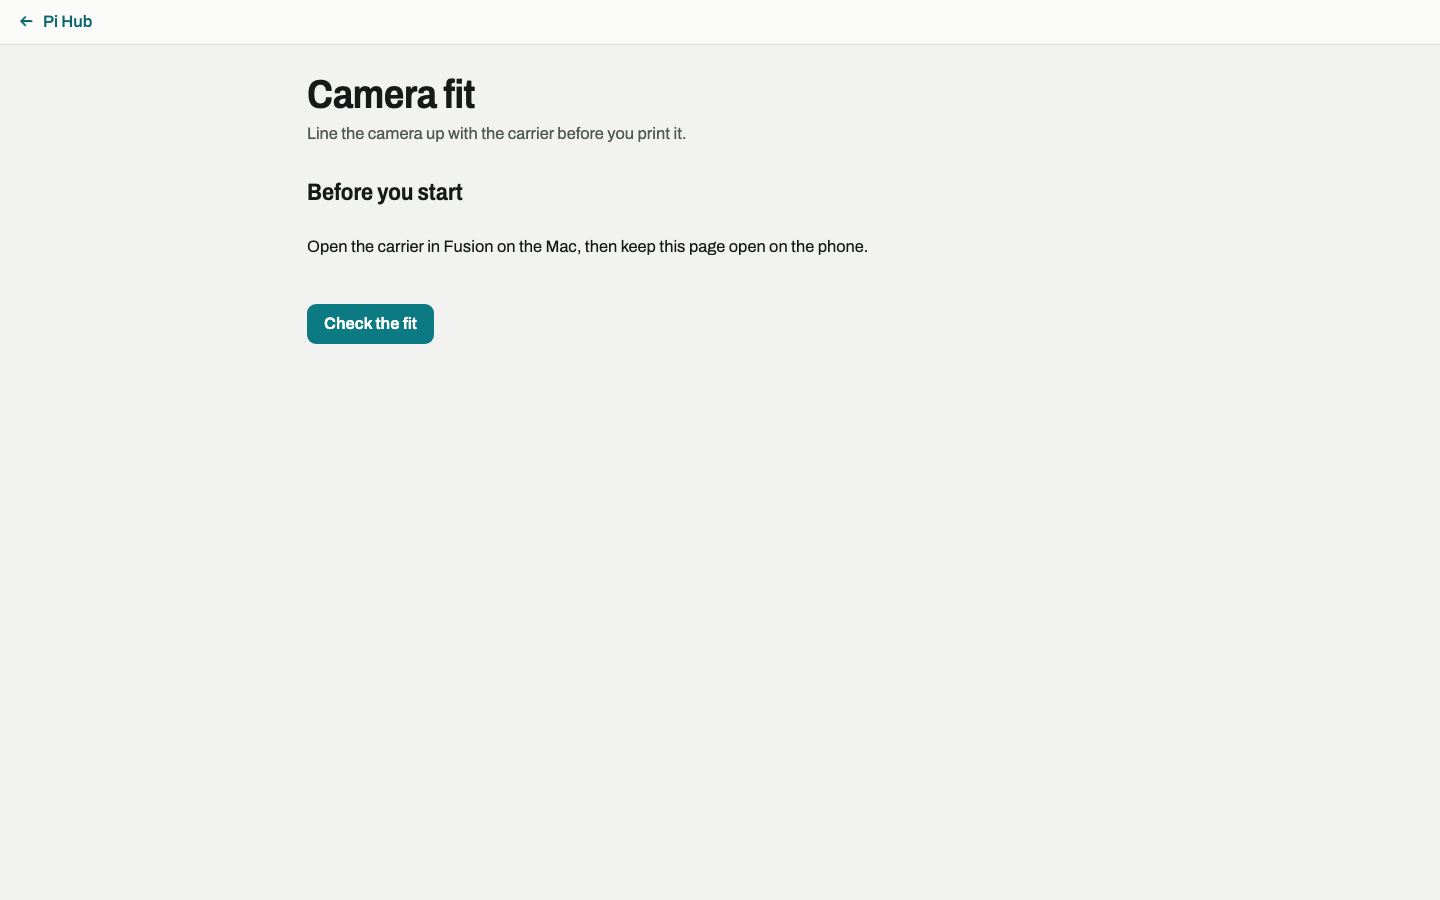 ← Pi Hub
Camera fit
Line the camera up with the carrier before you print it.
Before you start
Open the carrier in Fusion on the Mac, then keep this page open on the phone.
Check the fit